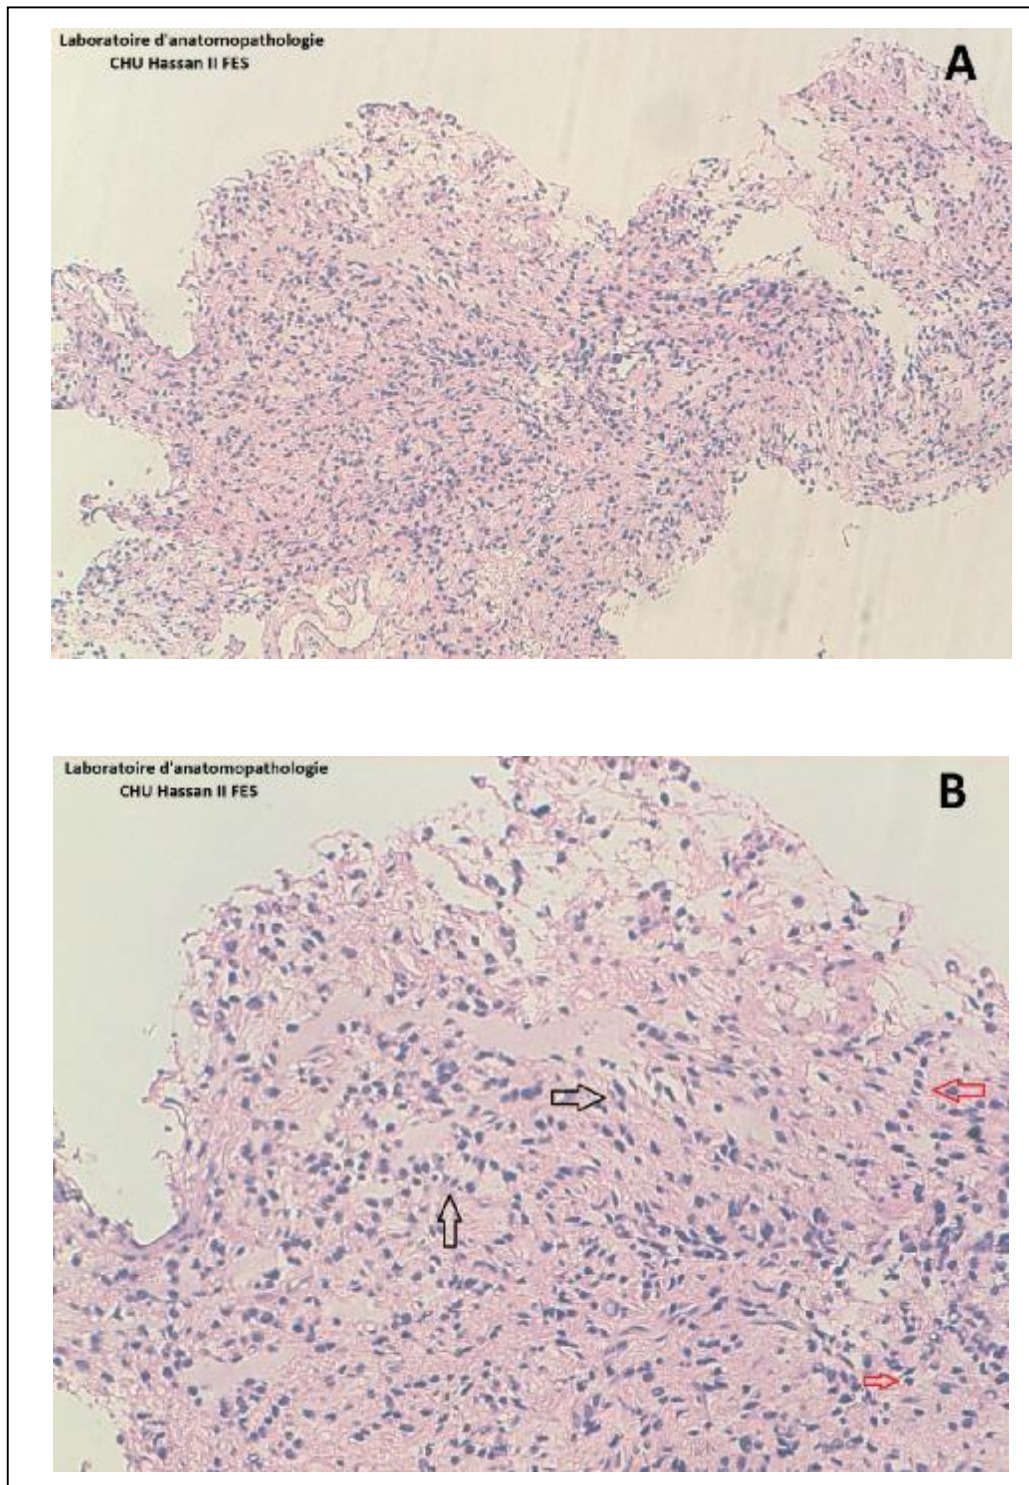 Laboratoire d'anatomopathologie
CHU Hassan II FES
A
Laboratoire d'anatomopathologie
CHU Hassan II FES
B